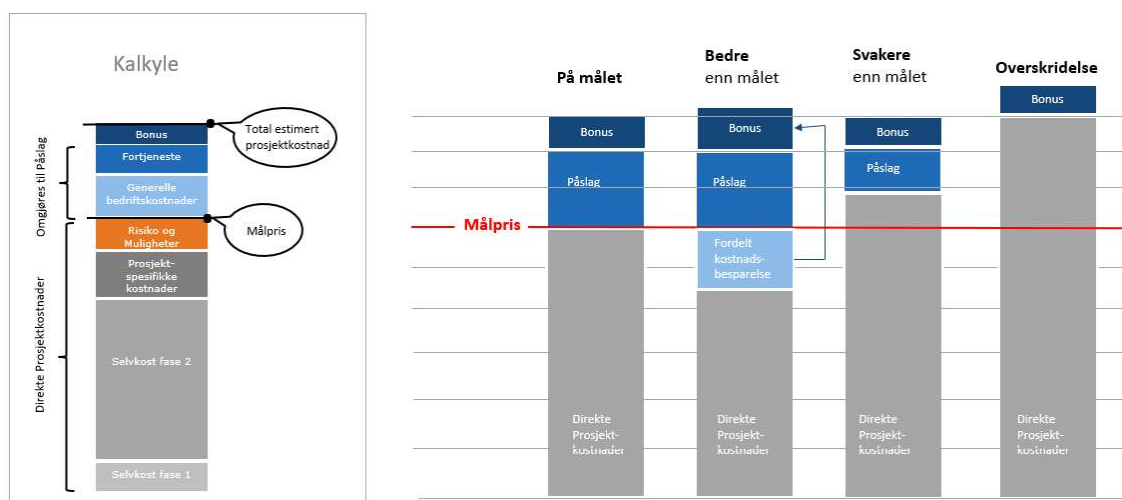 Kalkyle
Total estimert
prosjektkostnad
Bonus
Fortjeneste
Generelle
bedriftskostnader
Omgjøres til Påslag
Målpris
Risiko og
Muligheter
Prosjekt-
spesifikke
kostnader
Selvkost fase 2
Selvkost fase 1
Direkte Prosjektkostnader
På målet
Bedre
enn målet
Svakere
enn målet
Overskridelse
Bonus
Bonus
Bonus
Bonus
Påslag
Påslag
Påslag
Målpris
Fordelt
kostnads-
besparelse
Direkte
Prosjekt-
kostnader
Direkte
Prosjekt-
kostnader
Direkte
Prosjekt-
kostnader
Direkte
Prosjekt-
kostnader